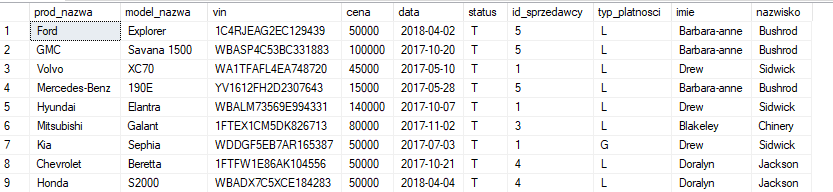 prod_nazwa model_nazwa vin cena data status id_sprzedawcy typ_platnosci imie nazwisko
1 Ford Explorer 1C4RJEAG2EC129439 50000 2018-04-02 T 5 L Barbara-anne Bushrod
2 GMC Savana 1500 WBASP4C53BC331883 100000 2017-10-20 T 5 L Barbara-anne Bushrod
3 Volvo XC70 WA1TFAFL4EA748720 45000 2017-05-10 T 1 L Drew Sidwick
4 Mercedes-Benz 190E YV1612FH2D2307643 15000 2017-05-28 T 5 L Barbara-anne Bushrod
5 Hyundai Elantra WBALM73569E994331 140000 2017-10-07 T 1 L Drew Sidwick
6 Mitsubishi Galant 1FTEX1CM5DK826713 80000 2017-11-02 T 3 L Blakeley Chinery
7 Kia Sephia WDDGF5EB7AR165387 50000 2017-07-03 T 1 G Drew Sidwick
8 Chevrolet Beretta 1FTFW1E86AK104556 50000 2017-10-21 T 4 L Doralyn Jackson
9 Honda S2000 WBADX7C5XCE184283 50000 2018-04-04 T 4 L Doralyn Jackson